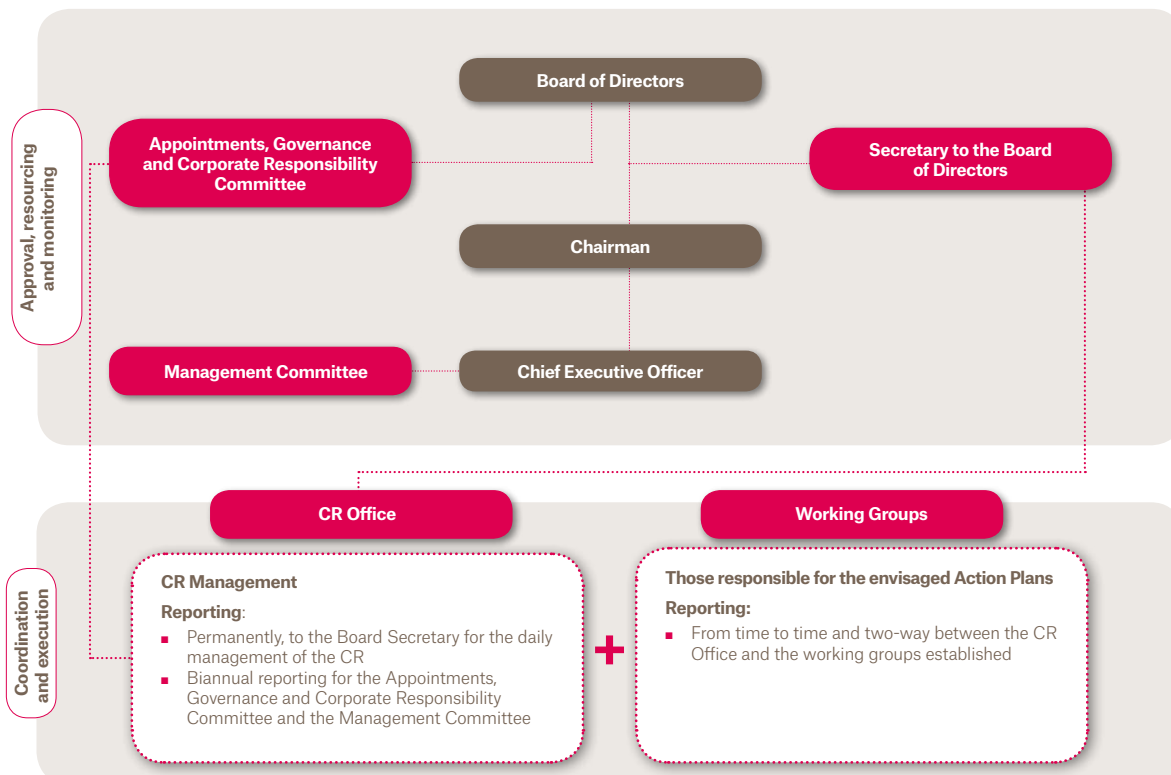 Board of Directors
Approval, resourcing
and monitoring
Appointments, Governance
and Corporate Responsibility
Committee
Secretary to the Board
of Directors
Chairman
Management Committee
Chief Executive Officer
CR Office
Working Groups
Coordination
and execution
CR Management
Reporting:
▪ Permanently, to the Board Secretary for the daily
management of the CR
▪ Biannual reporting for the Appointments,
Governance and Corporate Responsibility
Committee and the Management Committee
+
Those responsible for the envisaged Action Plans
Reporting:
▪ From time to time and two-way between the CR
Office and the working groups established